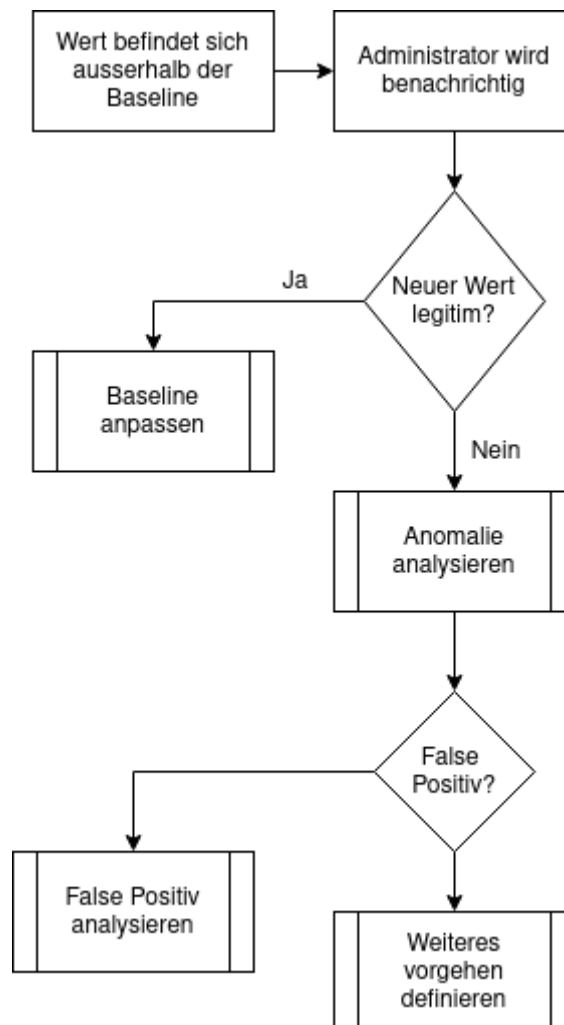 Wert befindet sich
ausserhalb der
Baseline
Administrator wird
benachrichtig
Neuer Wert
legitim?
Ja
Baseline
anpassen
Nein
Anomalie
analysieren
False
Positiv?
False Positiv
analysieren
Weiteres
vorgehen
definieren